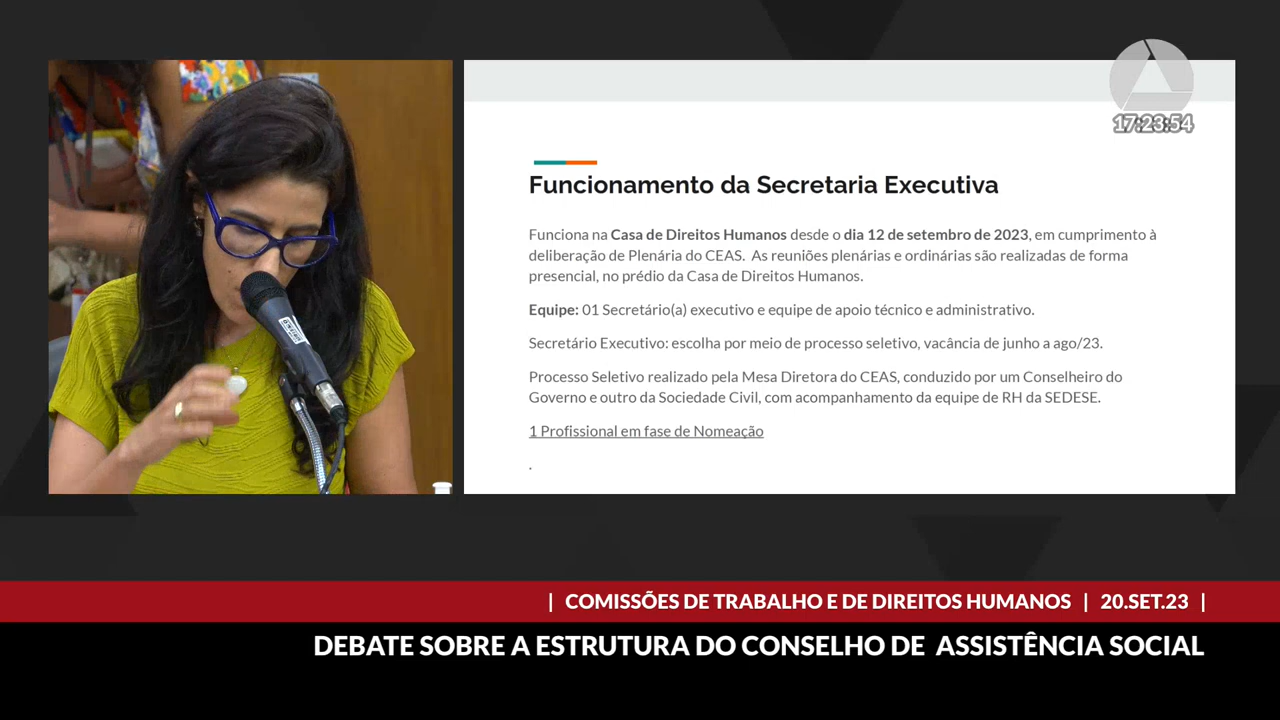 17:23:54
Funcionamento da Secretaria Executiva
Funciona na Casa de Direitos Humanos desde o dia 12 de setembro de 2023, em cumprimento à
deliberação de Plenária do CEAS. As reuniões plenárias e ordinárias são realizadas de forma
presencial, no prédio da Casa de Direitos Humanos.
Equipe: 01 Secretário(a) executivo e equipe de apoio técnico e administrativo.
Secretário Executivo: escolha por meio de processo seletivo, vacância de junho a ago/23.
Processo Seletivo realizado pela Mesa Diretora do CEAS, conduzido por um Conselheiro do
Governo e outro da Sociedade Civil, com acompanhamento da equipe de RH da SEDESE.
1 Profissional em fase de Nomeação
.
| COMISSÕES DE TRABALHO E DE DIREITOS HUMANOS | 20.SET.23 |
DEBATE SOBRE A ESTRUTURA DO CONSELHO DE ASSISTÊNCIA SOCIAL